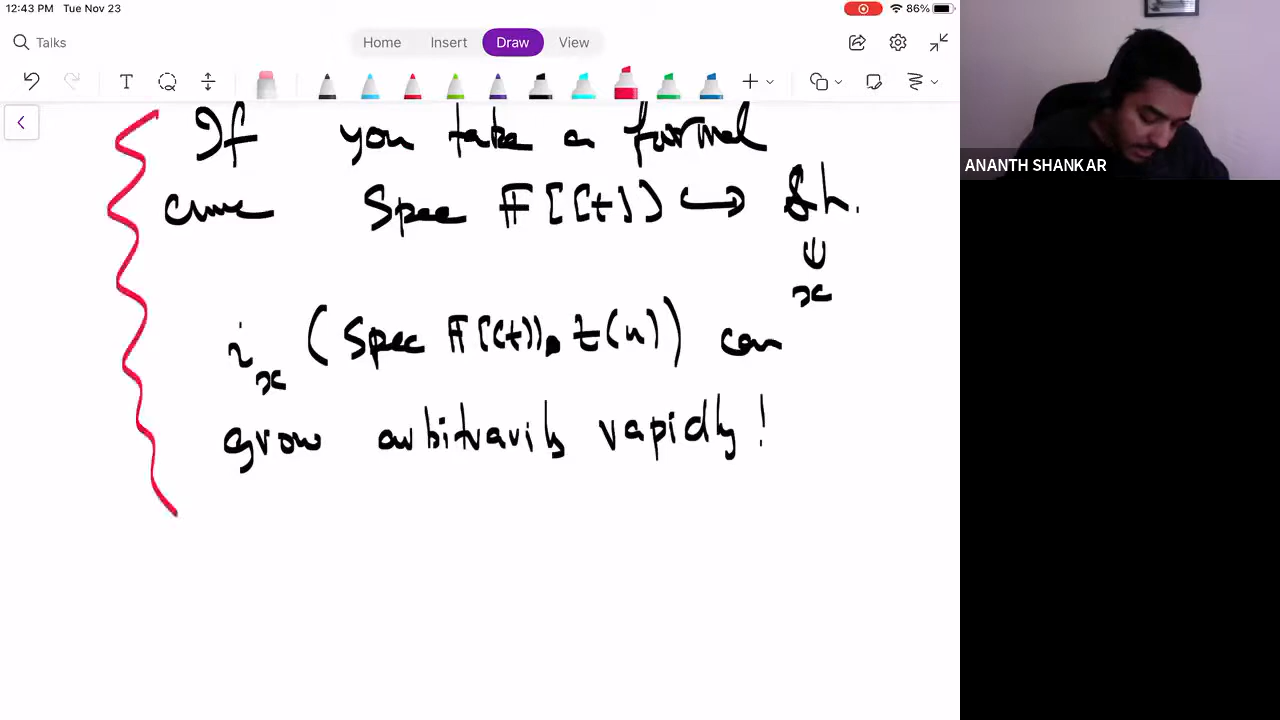 12:43 PM Tue Nov 23
86%
Talks
Home Insert Draw View
T
ANANTH SHANKAR
If you take a formal
curve Spec 𝔽[[t]] ↪ Sh.
ψ
x
i_x (Spec 𝔽[[t]] . Z(n)) can
grow arbitrarily rapidly!